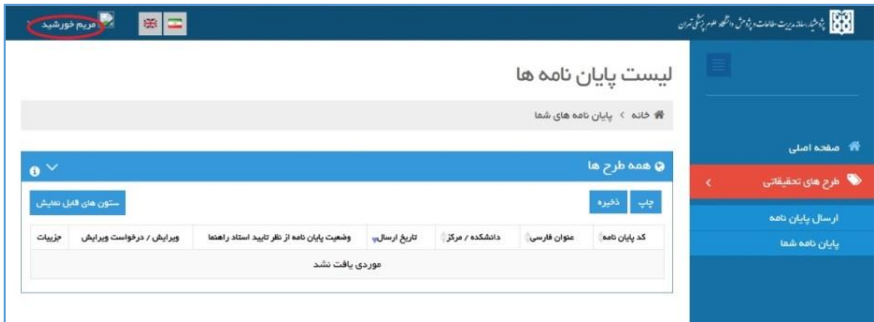 پژوهشیار، سامانه مدیریت اطلاعات پژوهش دانشگاه علوم پزشکی تهران
مریم خورشید
لیست پایان نامه ها
خانه > پایان نامه های شما
صفحه اصلی
طرح های تحقیقاتی
ارسال پایان نامه
پایان نامه شما
همه طرح ها
چاپ ذخیره ستون های قابل نمایش
کد پایان نامه عنوان فارسی دانشکده / مرکز تاریخ ارسال وضعیت پایان نامه از نظر تایید استاد راهنما ویرایش / درخواست ویرایش جزییات
موردی یافت نشد